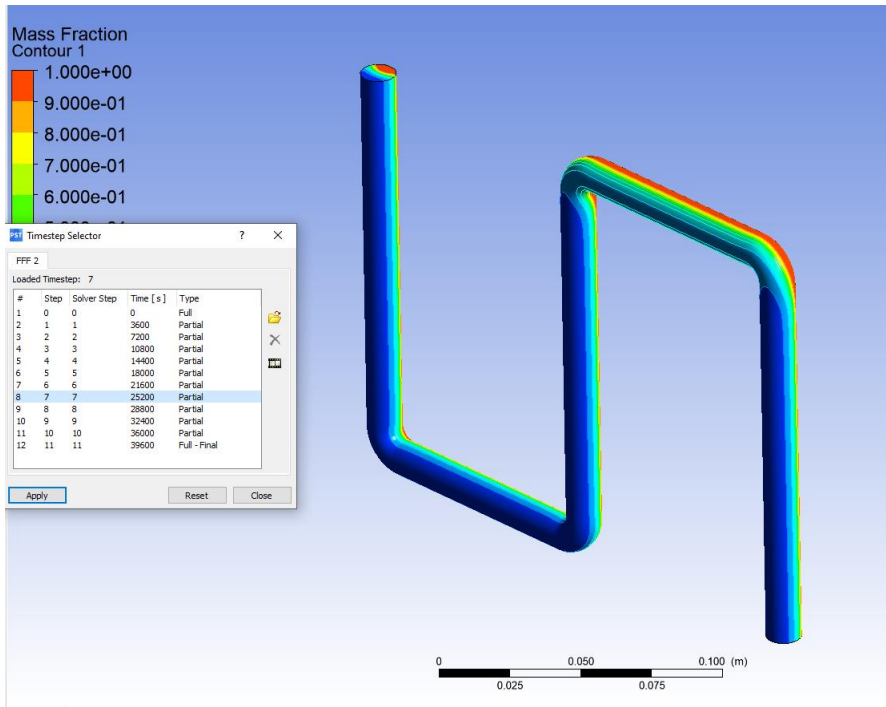 Mass Fraction
Contour 1
1.000e+00
9.000e-01
8.000e-01
7.000e-01
6.000e-01
PST Timestep Selector ? X
FFF 2
Loaded Timestep: 7
# Step Solver Step Time [ s ] Type
1 0 0 0 Full
2 1 1 3600 Partial
3 2 2 7200 Partial
4 3 3 10800 Partial
5 4 4 14400 Partial
6 5 5 18000 Partial
7 6 6 21600 Partial
8 7 7 25200 Partial
9 8 8 28800 Partial
10 9 9 32400 Partial
11 10 10 36000 Partial
12 11 11 39600 Full - Final
Apply Reset Close
0 0.050 0.100 (m)
0.025 0.075